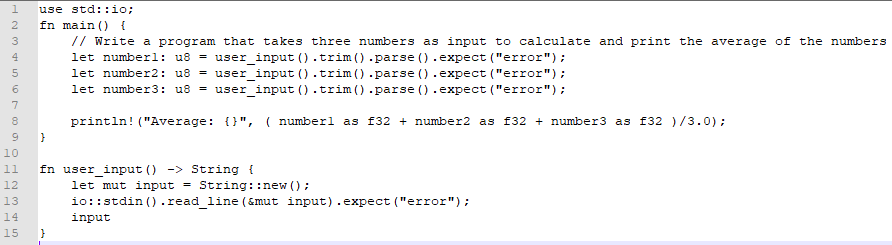 1 use std::io;
2 fn main() {
3     // Write a program that takes three numbers as input to calculate and print the average of the numbers
4     let number1: u8 = user_input().trim().parse().expect("error");
5     let number2: u8 = user_input().trim().parse().expect("error");
6     let number3: u8 = user_input().trim().parse().expect("error");
7
8     println!("Average: {}", ( number1 as f32 + number2 as f32 + number3 as f32 )/3.0);
9 }
10
11 fn user_input() -> String {
12     let mut input = String::new();
13     io::stdin().read_line(&mut input).expect("error");
14     input
15 }